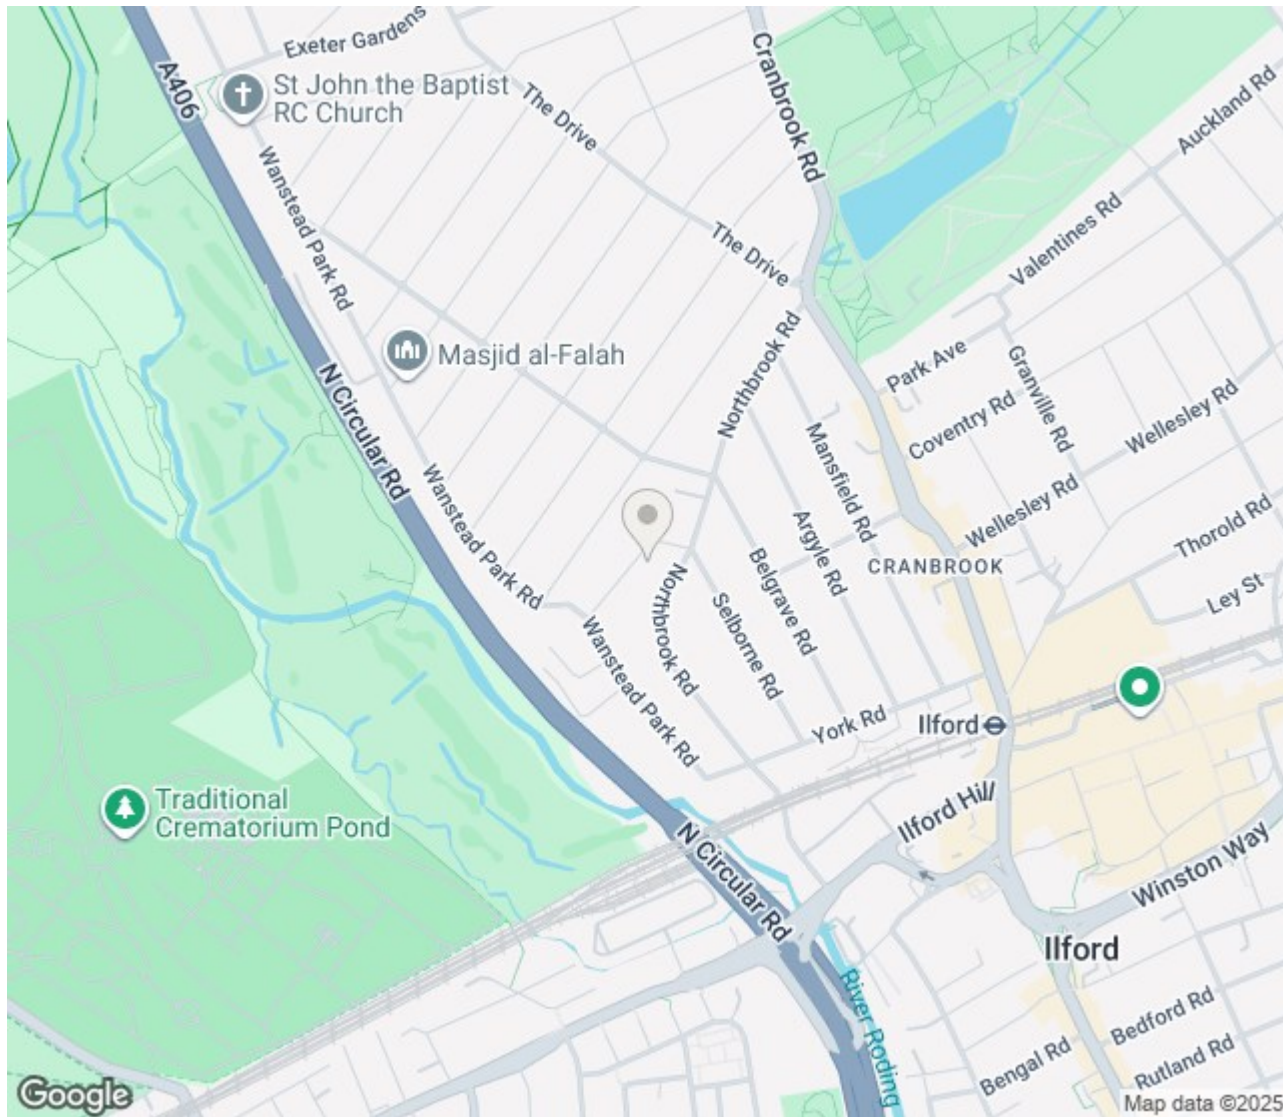 Exeter Gardens
A406
St John the Baptist
RC Church
The Drive
Cranbrook Rd
Auckland Rd
Wanstead Park Rd
The Drive
Valentines Rd
Masjid al-Falah
Northbrook Rd
Park Ave
Granville Rd
N Circular Rd
Coventry Rd
Wellesley Rd
Mansfield Rd
Wanstead Park Rd
Wellesley Rd
Argyle Rd
Thorold Rd
CRANBROOK
Belgrave Rd
Northbrook Rd
Selborne Rd
Ley St
Wanstead Park Rd
York Rd
Ilford
Traditional
Crematorium Pond
Ilford Hill
N Circular Rd
Winston Way
Ilford
River Roding
Bedford Rd
Bengal Rd
Rutland Rd
Google
Map data ©2025